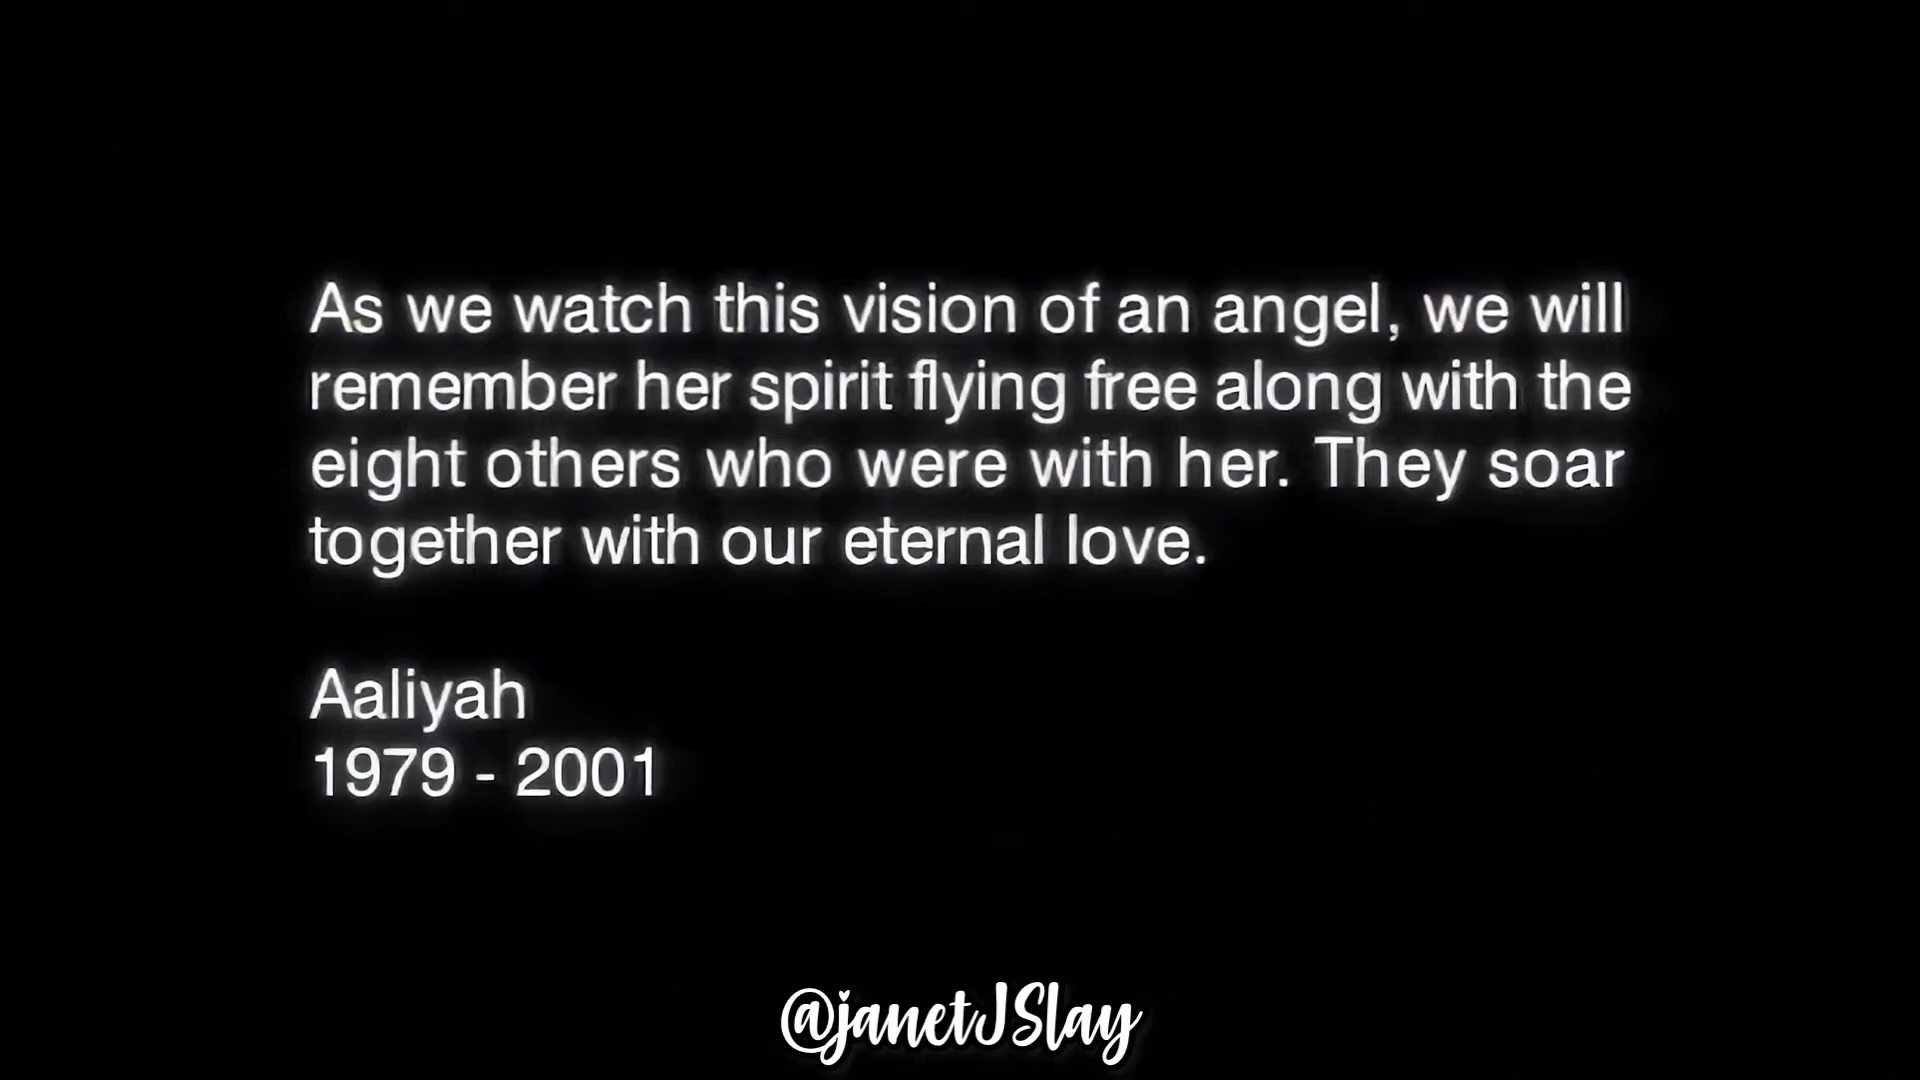 As we watch this vision of an angel, we will
remember her spirit flying free along with the
eight others who were with her. They soar
together with our eternal love.
Aaliyah
1979 - 2001
@janetJSlay